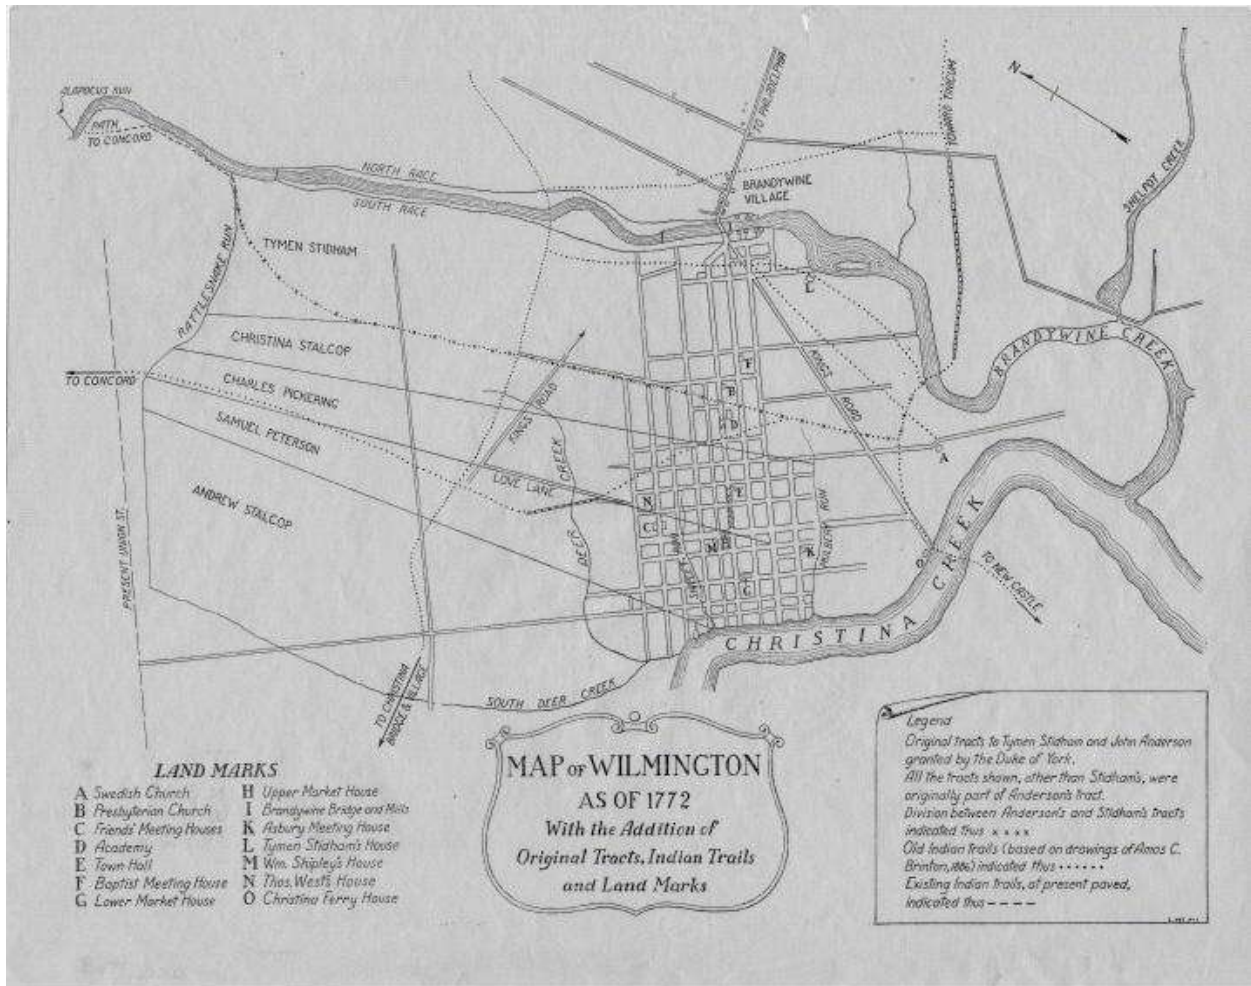 ALAPOCUS RUN
PATH
TO CONCORD
NORTH RACE
SOUTH RACE
TO PHILADELPHIA
TOWARD TINICUM
N
SHELPOT CREEK
BRANDYWINE
VILLAGE
TYMEN STIDHAM
RATTLESNAKE RUN
CHRISTINA STALCOP
TO CONCORD
CHARLES PICKERING
SAMUEL PETERSON
ANDREW STALCOP
PRESENT UNION ST.
KINGS ROAD
LOVE LANE
DEER CREEK
KINGS ROAD
BRANDYWINE CREEK
L
F
B
D
A
N
E
C
M
K
MULBERRY ROW
G
O
TO NEW CASTLE
CHRISTINA CREEK
SOUTH DEER CREEK
TO CHRISTINA
BRIDGE & VILLAGE
LAND MARKS
A Swedish Church
B Presbyterian Church
C Friends' Meeting Houses
D Academy
E Town Hall
F Baptist Meeting House
G Lower Market House
H Upper Market House
I Brandywine Bridge and Mills
K Asbury Meeting House
L Tymen Stidham's House
M Wm. Shipley's House
N Thos. West's House
O Christina Ferry House
MAP OF WILMINGTON
AS OF 1772
With the Addition of
Original Tracts, Indian Trails
and Land Marks
Legend
Original tracts to Tymen Stidham and John Anderson
granted by the Duke of York.
All the tracts shown, other than Stidham's, were
originally part of Anderson's tract.
Division between Anderson's and Stidham's tracts
indicated thus x x x x
Old Indian Trails (based on drawings of Amos C.
Brinton, 1886) indicated thus ······
Existing Indian trails, at present paved,
indicated thus – – – –